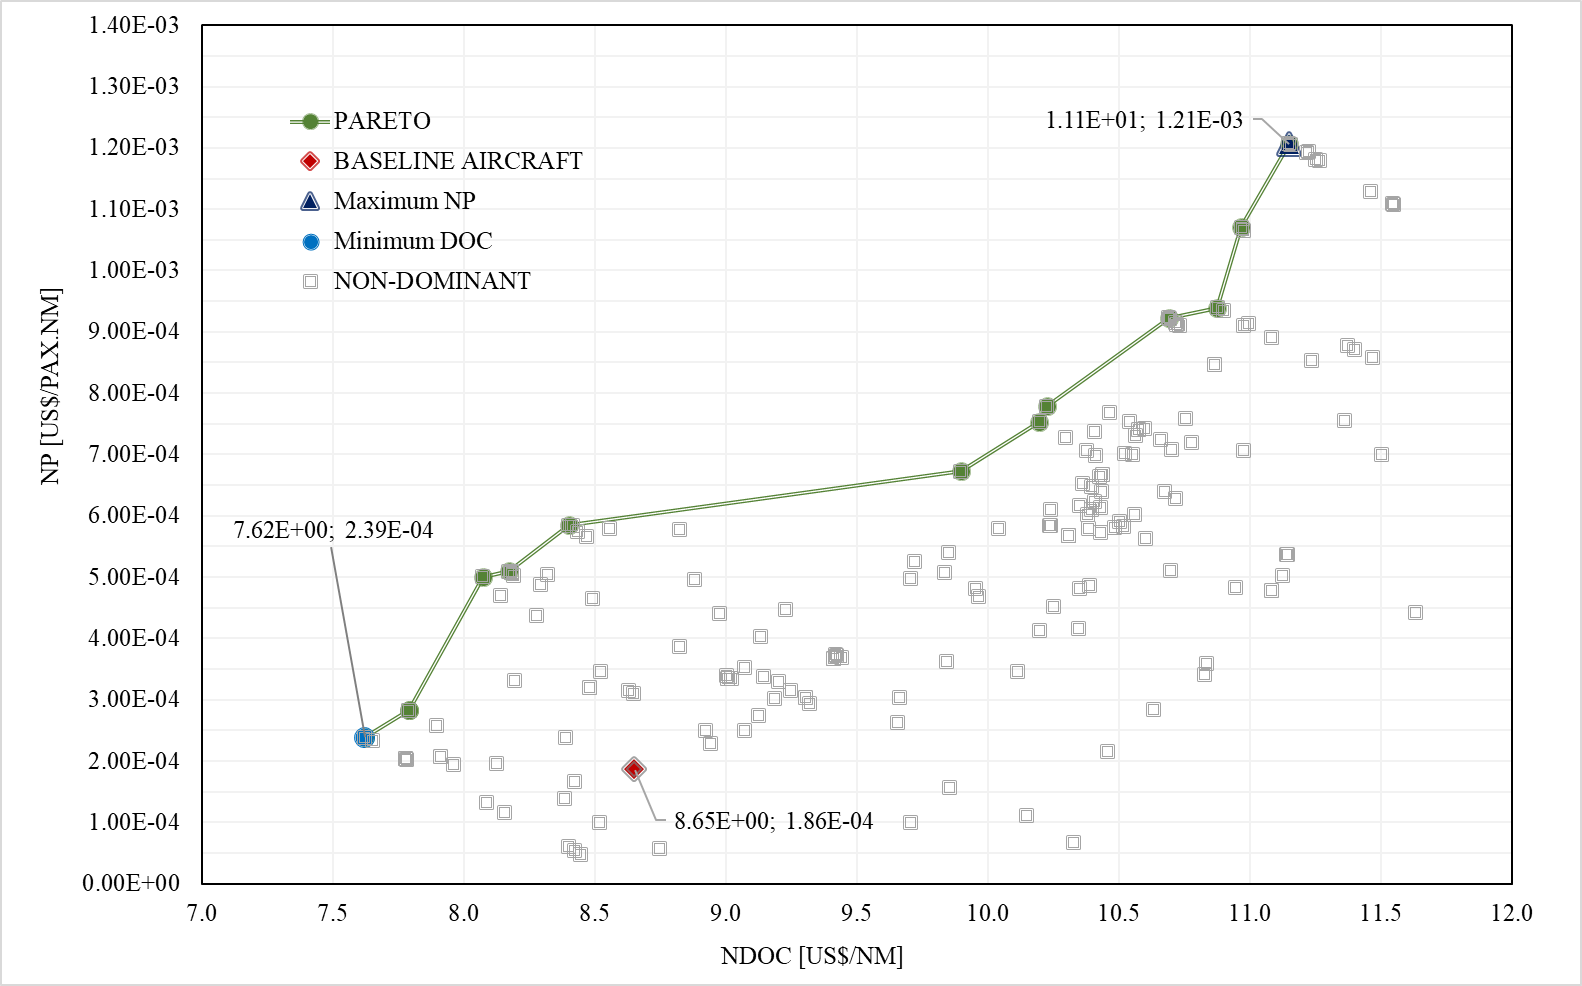 1.40E-03
1.30E-03
1.20E-03
1.10E-03
1.00E-03
9.00E-04
8.00E-04
7.00E-04
6.00E-04
5.00E-04
4.00E-04
3.00E-04
2.00E-04
1.00E-04
0.00E+00
NP [US$/PAX.NM]
PARETO
BASELINE AIRCRAFT
Maximum NP
Minimum DOC
NON-DOMINANT
1.11E+01; 1.21E-03
7.62E+00; 2.39E-04
8.65E+00; 1.86E-04
7.0 7.5 8.0 8.5 9.0 9.5 10.0 10.5 11.0 11.5 12.0
NDOC [US$/NM]